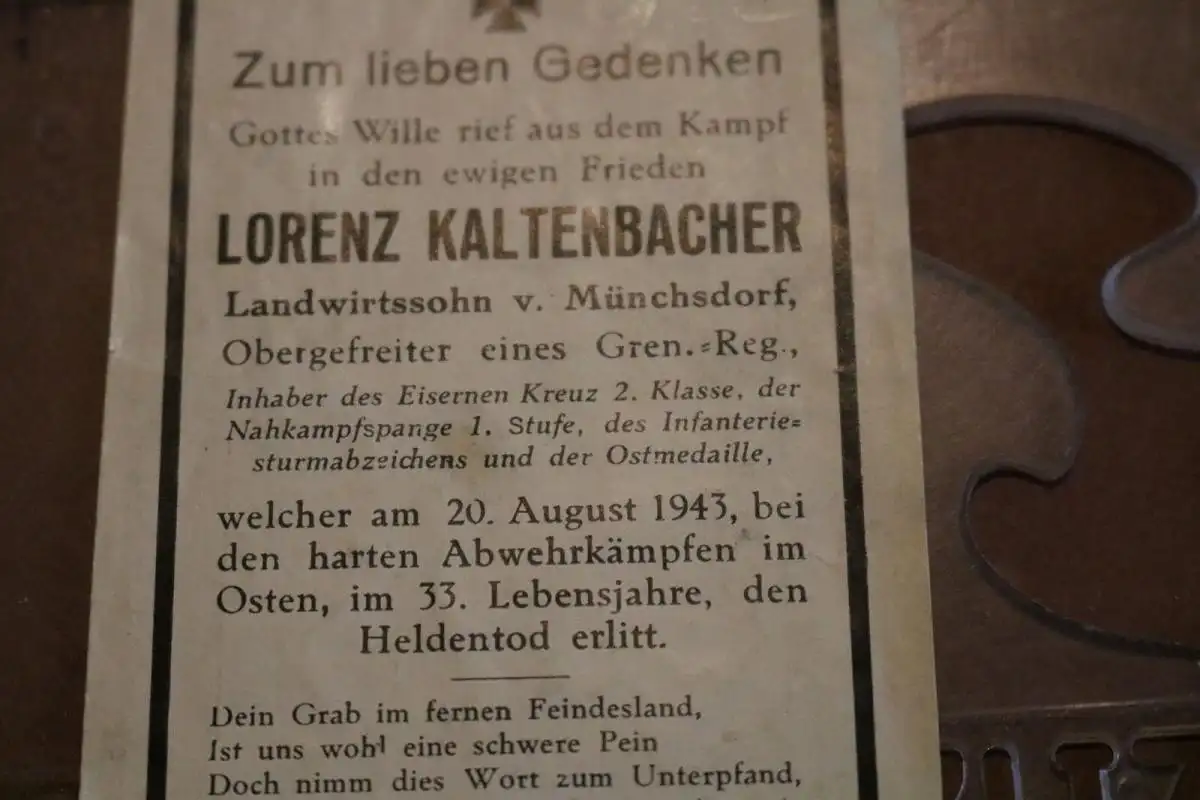 Zum lieben Gedenken
Gottes Wille rief aus dem Kampf
in den ewigen Frieden
LORENZ KALTENBACHER
Landwirtssohn v. Münchsdorf,
Obergefreiter eines Gren.=Reg.,
Inhaber des Eisernen Kreuz 2. Klasse, der
Nahkampfspange 1. Stufe, des Infanterie=
sturmabzeichens und der Ostmedaille,
welcher am 20. August 1943, bei
den harten Abwehrkämpfen im
Osten, im 33. Lebensjahre, den
Heldentod erlitt.
Dein Grab im fernen Feindesland,
Ist uns wohl eine schwere Pein
Doch nimm dies Wort zum Unterpfand,